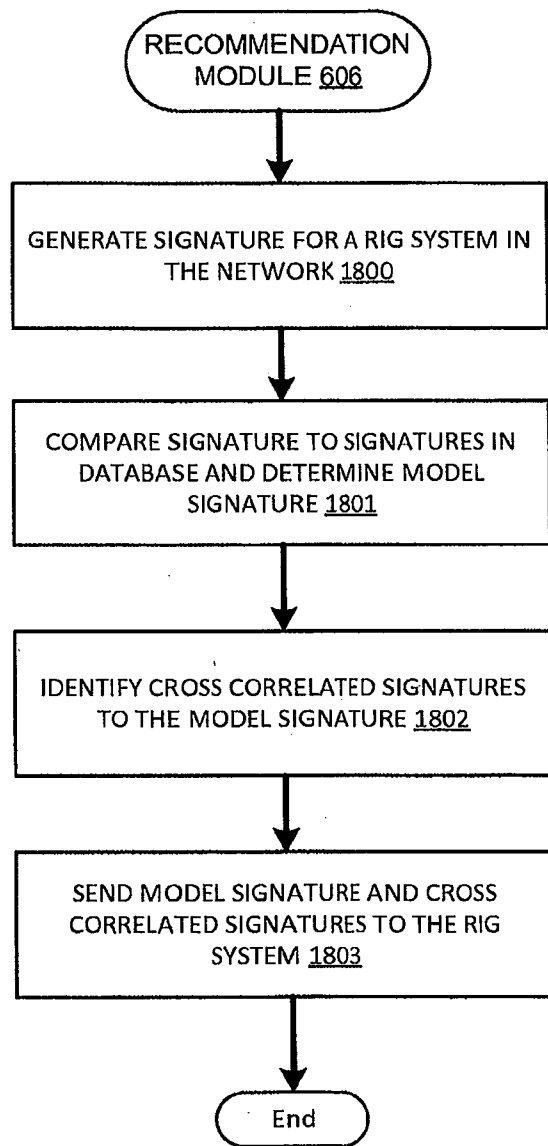 RECOMMENDATION
MODULE 606
GENERATE SIGNATURE FOR A RIG SYSTEM IN
THE NETWORK 1800
COMPARE SIGNATURE TO SIGNATURES IN
DATABASE AND DETERMINE MODEL
SIGNATURE 1801
IDENTIFY CROSS CORRELATED SIGNATURES
TO THE MODEL SIGNATURE 1802
SEND MODEL SIGNATURE AND CROSS
CORRELATED SIGNATURES TO THE RIG
SYSTEM 1803
End